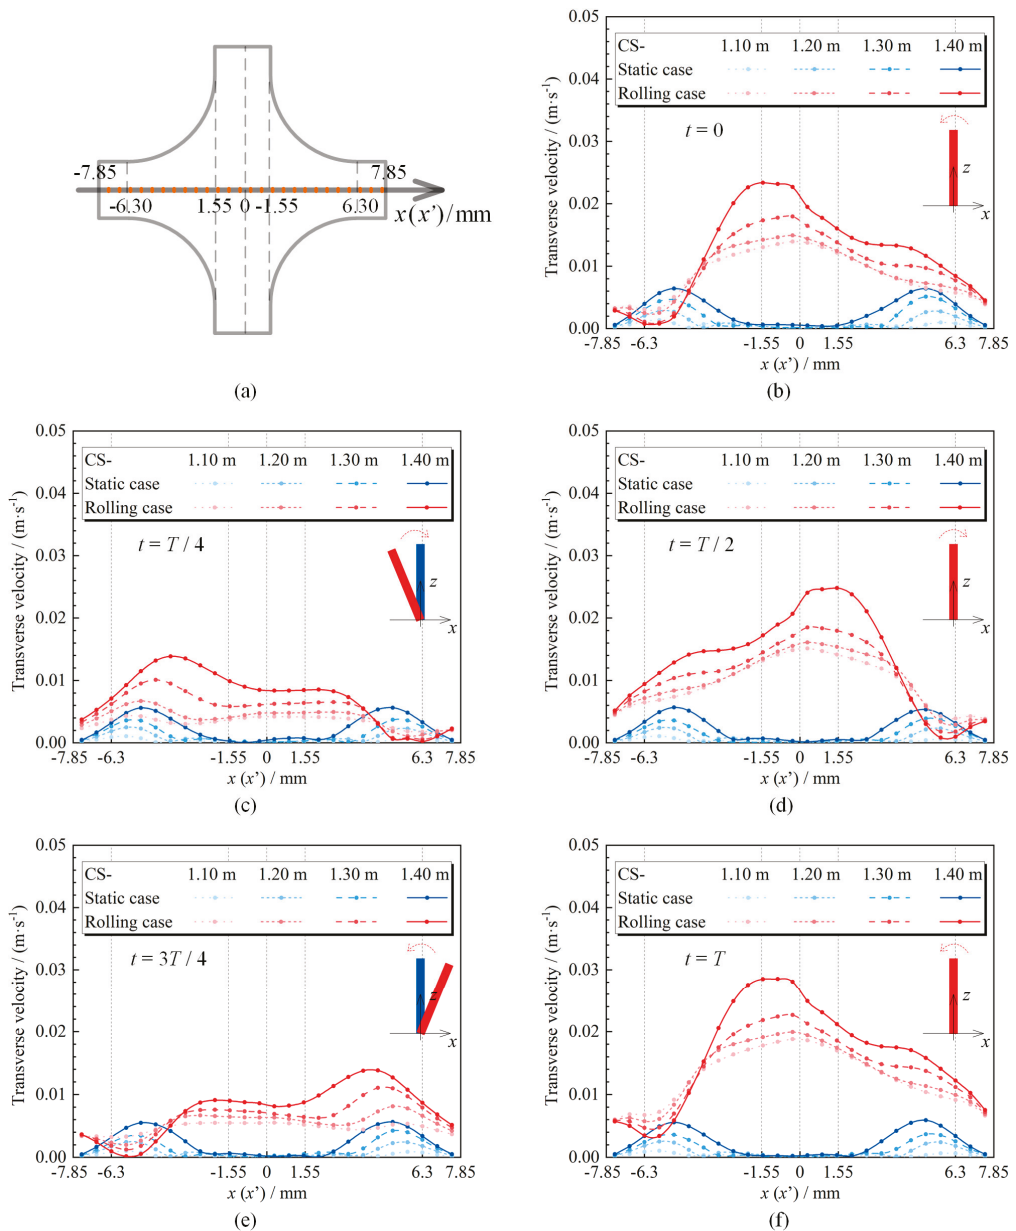 -7.85
7.85
-6.30
1.55
0
-1.55
6.30
x (x’) / mm
(a)
0.05
0.04
0.03
0.02
0.01
0.00
Transverse velocity / (m·s-1)
CS- 1.10 m 1.20 m 1.30 m 1.40 m
Static case
Rolling case
t = 0
z
x
-7.85 -6.3 -1.55 0 1.55 6.3 7.85
x (x’) / mm
(b)
0.05
0.04
0.03
0.02
0.01
0.00
Transverse velocity / (m·s-1)
CS- 1.10 m 1.20 m 1.30 m 1.40 m
Static case
Rolling case
t = T / 4
z
x
-7.85 -6.3 -1.55 0 1.55 6.3 7.85
x (x’) / mm
(c)
0.05
0.04
0.03
0.02
0.01
0.00
Transverse velocity / (m·s-1)
CS- 1.10 m 1.20 m 1.30 m 1.40 m
Static case
Rolling case
t = T / 2
z
x
-7.85 -6.3 -1.55 0 1.55 6.3 7.85
x (x’) / mm
(d)
0.05
0.04
0.03
0.02
0.01
0.00
Transverse velocity / (m·s-1)
CS- 1.10 m 1.20 m 1.30 m 1.40 m
Static case
Rolling case
t = 3T / 4
z
x
-7.85 -6.3 -1.55 0 1.55 6.3 7.85
x (x’) / mm
(e)
0.05
0.04
0.03
0.02
0.01
0.00
Transverse velocity / (m·s-1)
CS- 1.10 m 1.20 m 1.30 m 1.40 m
Static case
Rolling case
t = T
z
x
-7.85 -6.3 -1.55 0 1.55 6.3 7.85
x (x’) / mm
(f)